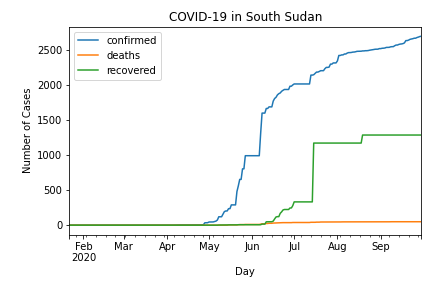 COVID-19 in South Sudan
confirmed
deaths
recovered
Number of Cases
2500
2000
1500
1000
500
0
Feb Mar Apr May Jun Jul Aug Sep
2020
Day